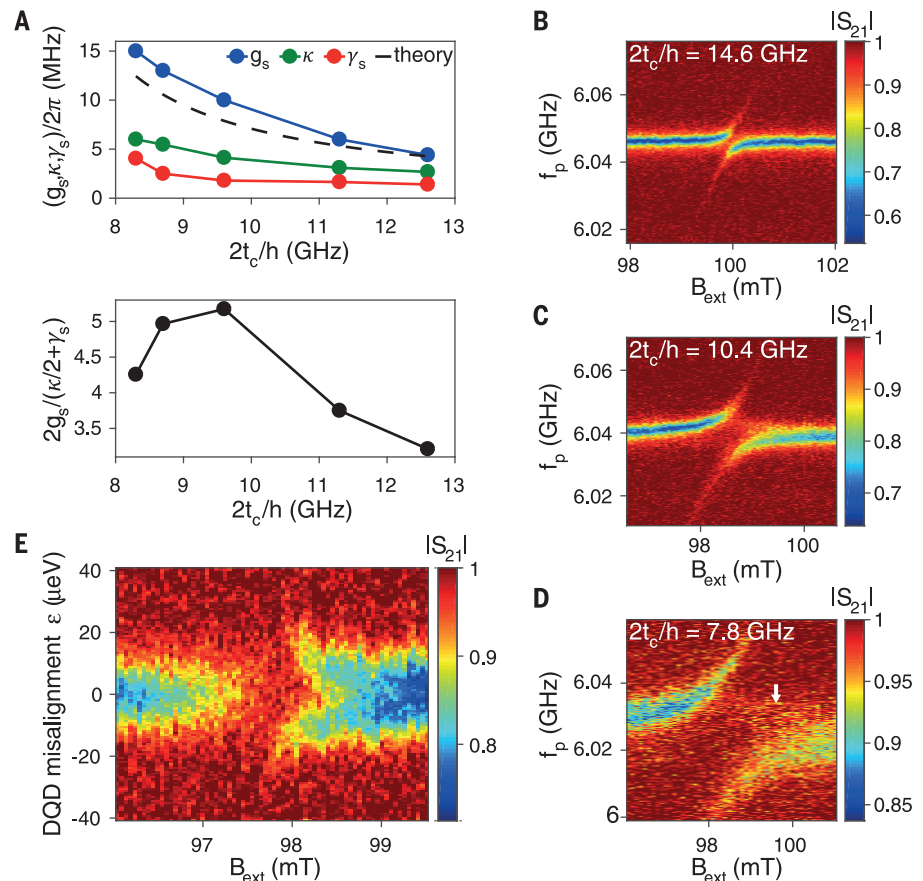 A
(g_s,κ,γ_s)/2π (MHz)
15
10
5
0
g_s κ γ_s theory
8 9 10 11 12 13
2t_c/h (GHz)
2g_s/(κ/2+γ_s)
5
4.5
4
3.5
8 9 10 11 12 13
2t_c/h (GHz)
B
|S_21|
2t_c/h = 14.6 GHz
f_p (GHz)
6.06
6.04
6.02
98 100 102
B_ext (mT)
1
0.9
0.8
0.7
0.6
C
|S_21|
2t_c/h = 10.4 GHz
f_p (GHz)
6.06
6.04
6.02
98 100
B_ext (mT)
1
0.9
0.8
0.7
D
|S_21|
2t_c/h = 7.8 GHz
f_p (GHz)
6.04
6.02
6
98 100
B_ext (mT)
1
0.95
0.9
0.85
E
|S_21|
DQD misalignment ε (μeV)
40
20
0
-20
-40
97 98 99
B_ext (mT)
1
0.9
0.8